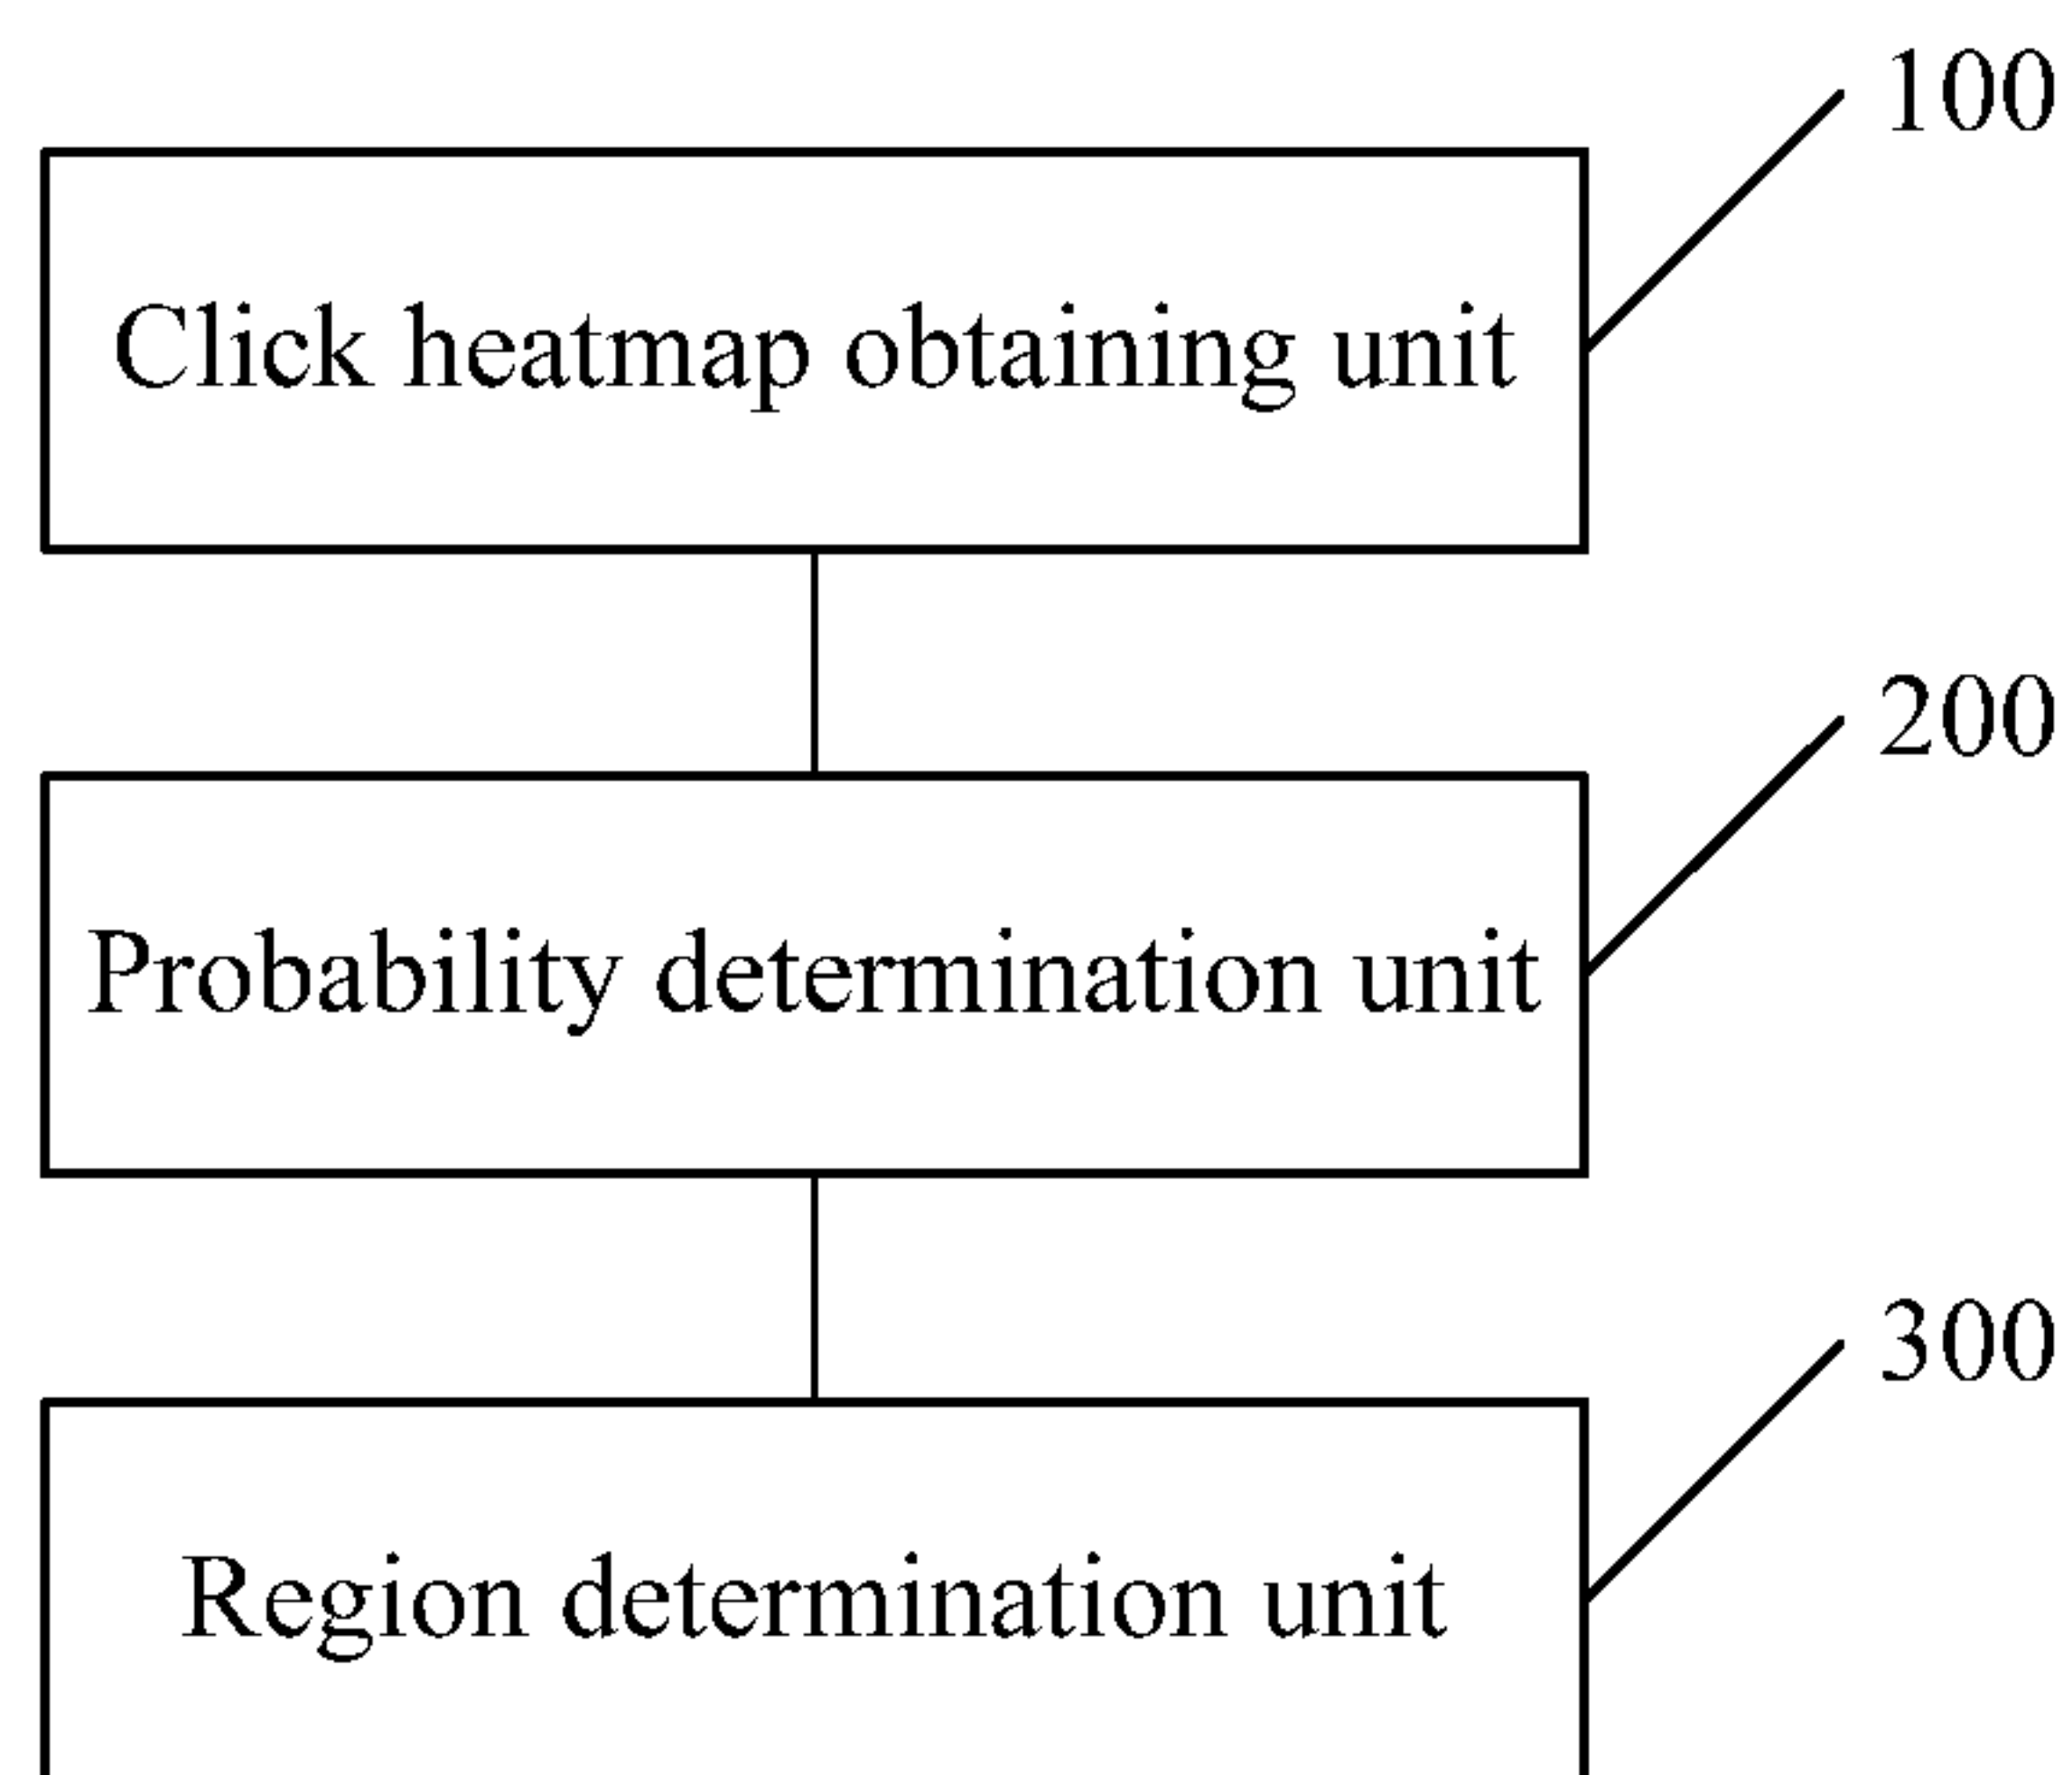 100
Click heatmap obtaining unit
200
Probability determination unit
300
Region determination unit